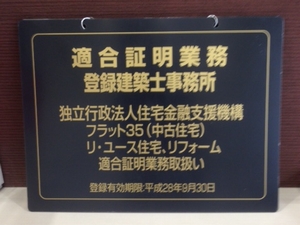 適合証明業務
登録建築士事務所
独立行政法人住宅金融支援機構
フラット35(中古住宅)
リ・ユース住宅、リフォーム
適合証明業務取扱い
登録有効期限:平成28年9月30日